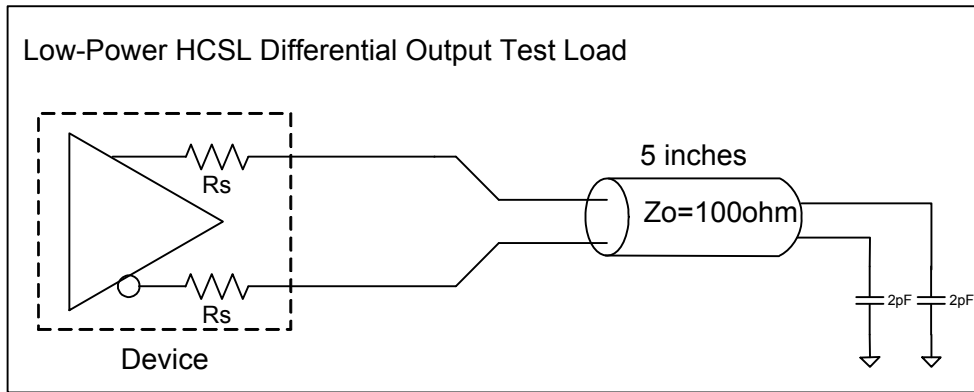 Low-Power HCSL Differential Output Test Load
5 inches
Rs
Zo=100ohm
Rs
2pF
2pF
Device